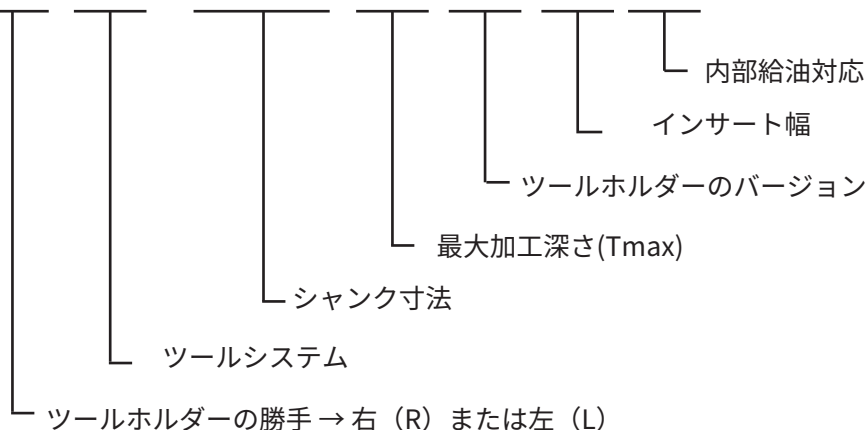 内部給油対応
インサート幅
ツールホルダーのバージョン
最大加工深さ(Tmax)
シャンク寸法
ツールシステム
ツールホルダーの勝手 → 右（R）または左（L）